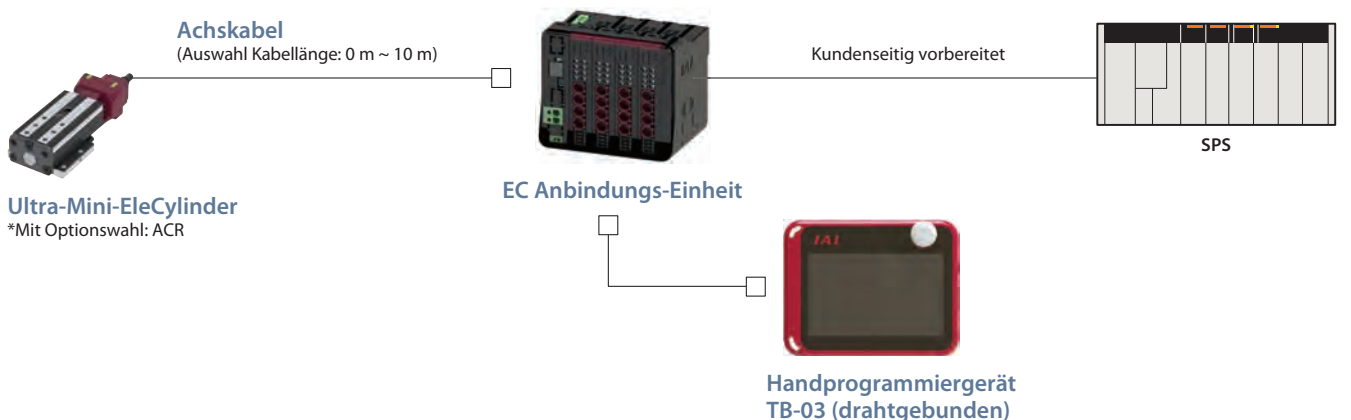 Achskabel
(Auswahl Kabellänge: 0 m ~ 10 m)
Kundenseitig vorbereitet
SPS
EC Anbindungs-Einheit
Ultra-Mini-EleCylinder
*Mit Optionswahl: ACR
IAI
Handprogrammiergerät
TB-03 (drahtgebunden)